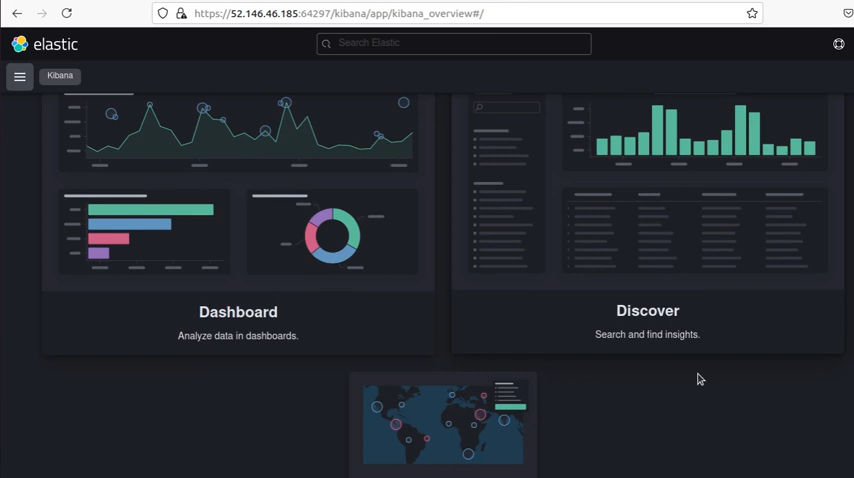 https://52.146.46.185:64297/kibana/app/kibana_overview#/
elastic
Search Elastic
Kibana
Dashboard
Analyze data in dashboards.
Discover
Search and find insights.